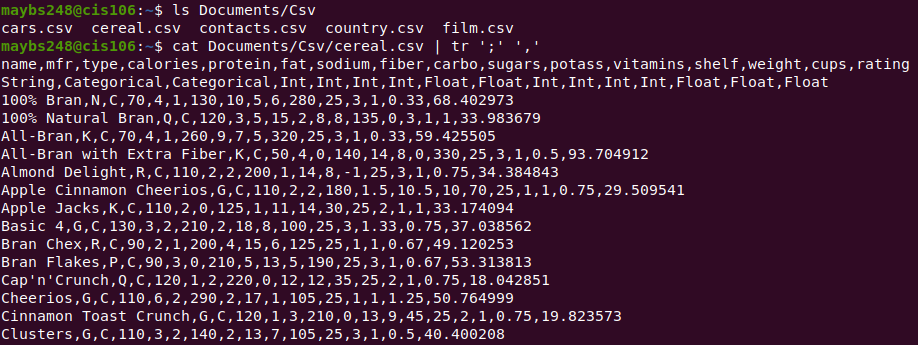 maybs248@cis106:~$ ls Documents/Csv
cars.csv  cereal.csv  contacts.csv  country.csv  film.csv
maybs248@cis106:~$ cat Documents/Csv/cereal.csv | tr ';' ','
name,mfr,type,calories,protein,fat,sodium,fiber,carbo,sugars,potass,vitamins,shelf,weight,cups,rating
String,Categorical,Categorical,Int,Int,Int,Int,Float,Float,Int,Int,Int,Int,Float,Float,Float
100% Bran,N,C,70,4,1,130,10,5,6,280,25,3,1,0.33,68.402973
100% Natural Bran,Q,C,120,3,5,15,2,8,8,135,0,3,1,1,33.983679
All-Bran,K,C,70,4,1,260,9,7,5,320,25,3,1,0.33,59.425505
All-Bran with Extra Fiber,K,C,50,4,0,140,14,8,0,330,25,3,1,0.5,93.704912
Almond Delight,R,C,110,2,2,200,1,14,8,-1,25,3,1,0.75,34.384843
Apple Cinnamon Cheerios,G,C,110,2,2,180,1.5,10.5,10,70,25,1,1,0.75,29.509541
Apple Jacks,K,C,110,2,0,125,1,11,14,30,25,2,1,1,33.174094
Basic 4,G,C,130,3,2,210,2,18,8,100,25,3,1.33,0.75,37.038562
Bran Chex,R,C,90,2,1,200,4,15,6,125,25,1,1,0.67,49.120253
Bran Flakes,P,C,90,3,0,210,5,13,5,190,25,3,1,0.67,53.313813
Cap'n'Crunch,Q,C,120,1,2,220,0,12,12,35,25,2,1,0.75,18.042851
Cheerios,G,C,110,6,2,290,2,17,1,105,25,1,1,1.25,50.764999
Cinnamon Toast Crunch,G,C,120,1,3,210,0,13,9,45,25,2,1,0.75,19.823573
Clusters,G,C,110,3,2,140,2,13,7,105,25,3,1,0.5,40.400208